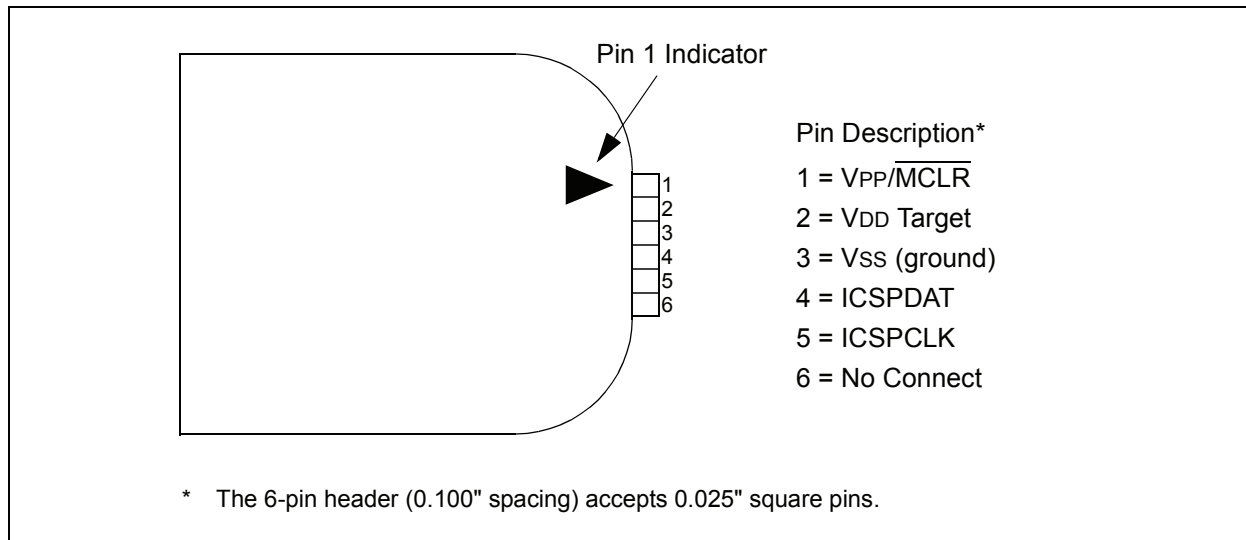 Pin 1 Indicator
1
2
3
4
5
6
Pin Description*
1 = VPP/M̅C̅L̅R̅
2 = VDD Target
3 = VSS (ground)
4 = ICSPDAT
5 = ICSPCLK
6 = No Connect
* The 6-pin header (0.100" spacing) accepts 0.025" square pins.